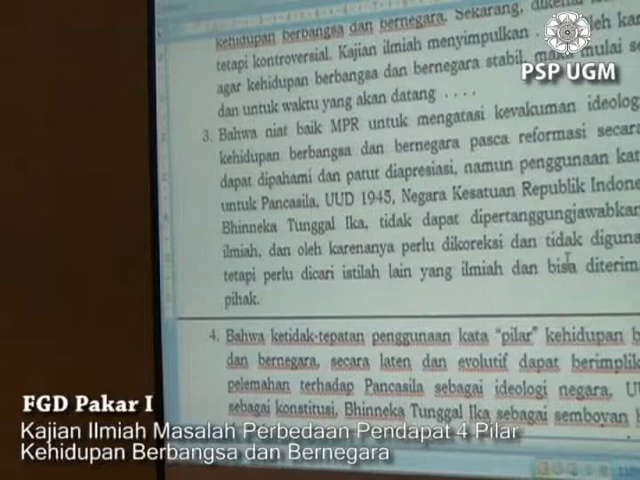 kehidupan berbangsa dan bernegara. Sekarang,
tetapi kontroversial. Kajian ilmiah menyimpulkan
agar kehidupan berbangsa dan bernegara stabil, maka mulai
dan untuk waktu yang akan datang . . . .
PSP UGM
3. Bahwa niat baik MPR untuk mengatasi kevakuman ideolog
kehidupan berbangsa dan bernegara pasca reformasi secar
dapat dipahami dan patut diapresiasi, namun penggunaan kat
untuk Pancasila, UUD 1945, Negara Kesatuan Republik Indone
Bhinneka Tunggal Ika, tidak dapat dipertanggungjawabkan
ilmiah, dan oleh karenanya perlu dikoreksi dan tidak diguna
tetapi perlu dicari istilah lain yang ilmiah dan bisa diterim
pihak.
4. Bahwa ketidak-tepatan penggunaan kata "pilar" kehidupan b
dan bernegara, secara laten dan evolutif dapat berimplik
pelemahan terhadap Pancasila sebagai ideologi negara, U
sebagai konstitusi, Bhinneka Tunggal Ika sebagai semboyan
FGD Pakar I
Kajian Ilmiah Masalah Perbedaan Pendapat 4 Pilar
Kehidupan Berbangsa dan Bernegara